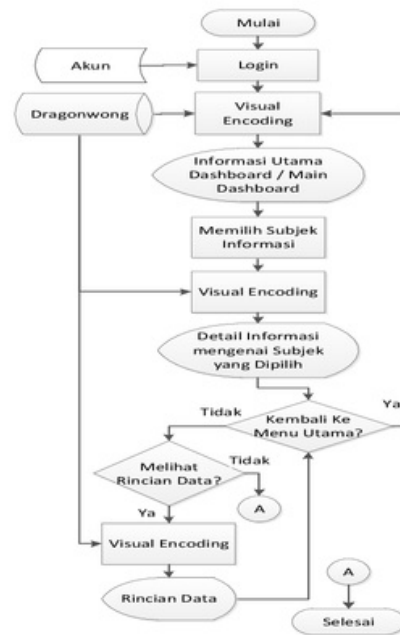 Mulai
Akun
Login
Dragonwong
Visual
Encoding
Informasi Utama
Dashboard / Main
Dashboard
Memilih Subjek
Informasi
Visual Encoding
Detail Informasi
mengenai Subjek
yang Dipilih
Kembali Ke
Menu Utama?
Ya
Tidak
Melihat
Rincian Data?
Tidak
A
Ya
Visual Encoding
Rincian Data
A
Selesai